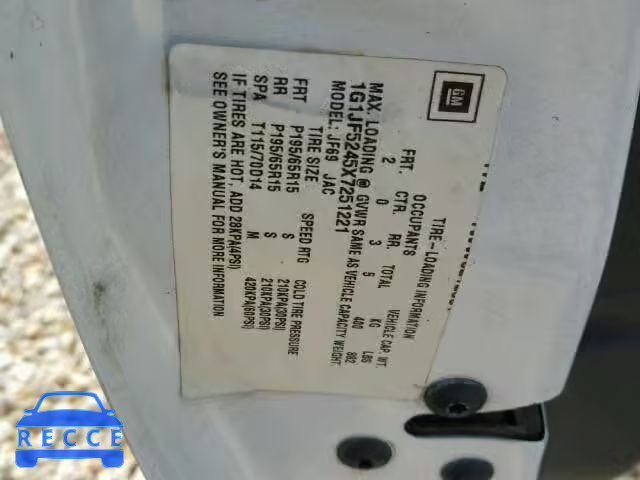 GM
TIRE-LOADING INFORMATION
OCCUPANTS VEHICLE CAP. WT.
FRT. CTR. RR. TOTAL KG LBS
2 0 3 5 400 882
MAX. LOADING @ GVWR SAME AS VEHICLE CAPACITY WEIGHT.
1G1JF5245X7251221
MODEL: JF69 JAC
TIRE SIZE SPEED RTG COLD TIRE PRESSURE
FRT P195/65R15 S 210KPA(30PSI)
RR P195/65R15 S 210KPA(30PSI)
SPA T115/70D14 M 420KPA(60PSI)
IF TIRES ARE HOT, ADD 28KPA(4PSI)
SEE OWNER'S MANUAL FOR MORE INFORMATION
RECCE